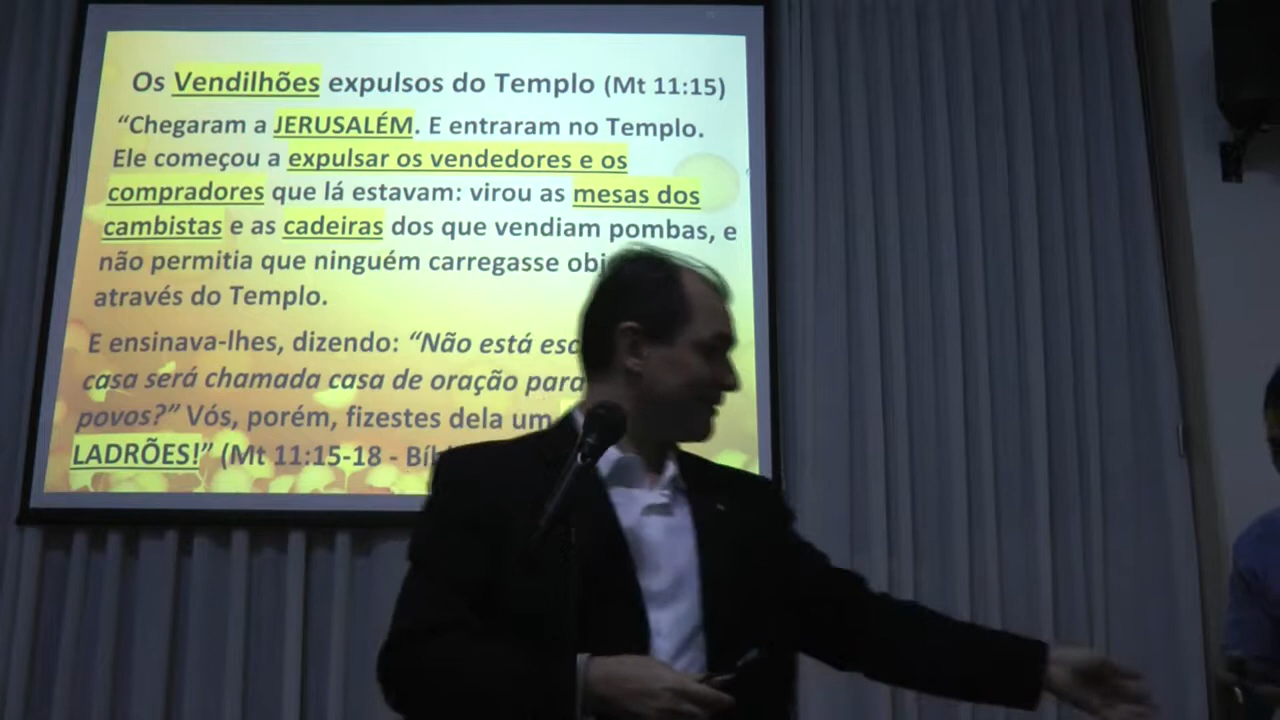 Os Vendilhões expulsos do Templo (Mt 11:15)
“Chegaram a JERUSALÉM. E entraram no Templo.
Ele começou a expulsar os vendedores e os
compradores que lá estavam: virou as mesas dos
cambistas e as cadeiras dos que vendiam pombas, e
não permitia que ninguém carregasse
através do Templo.
E ensinava-lhes, dizendo: “Não está
casa será chamada casa de oração para
povos?” Vós, porém, fizestes dela um
LADRÕES!” (Mt 11:15-18 -